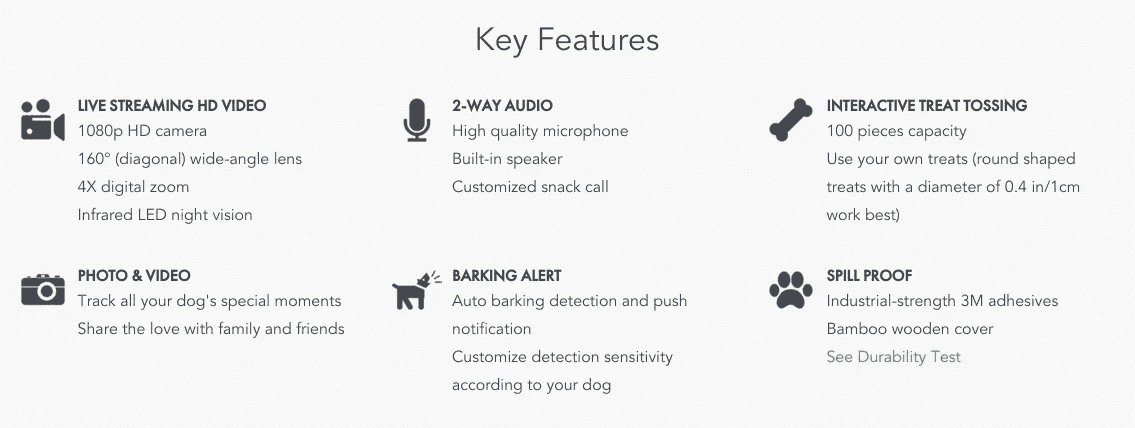 Key Features
LIVE STREAMING HD VIDEO
1080p HD camera
160° (diagonal) wide-angle lens
4X digital zoom
Infrared LED night vision
2-WAY AUDIO
High quality microphone
Built-in speaker
Customized snack call
INTERACTIVE TREAT TOSSING
100 pieces capacity
Use your own treats (round shaped
treats with a diameter of 0.4 in/1cm
work best)
PHOTO & VIDEO
Track all your dog's special moments
Share the love with family and friends
BARKING ALERT
Auto barking detection and push
notification
Customize detection sensitivity
according to your dog
SPILL PROOF
Industrial-strength 3M adhesives
Bamboo wooden cover
See Durability Test